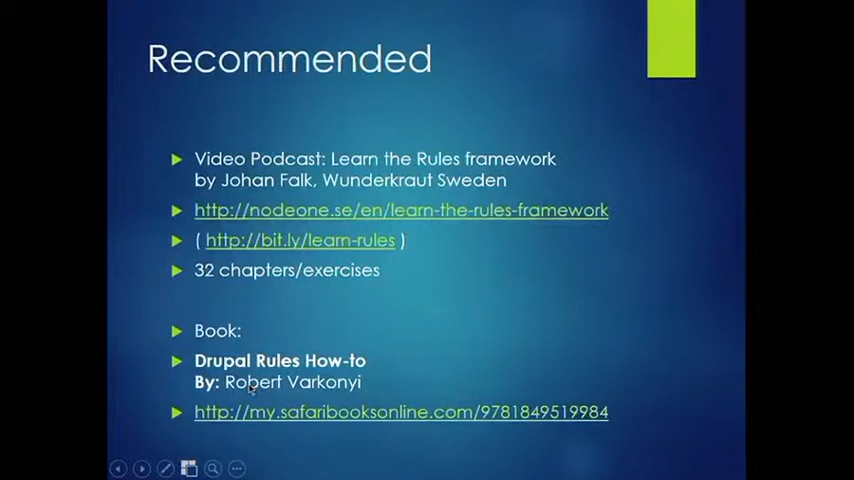 Recommended
Video Podcast: Learn the Rules framework
by Johan Falk, Wunderkraut Sweden
http://nodeone.se/en/learn-the-rules-framework
( http://bit.ly/learn-rules )
32 chapters/exercises
Book:
Drupal Rules How-to
By: Robert Varkonyi
http://my.safaribooksonline.com/9781849519984